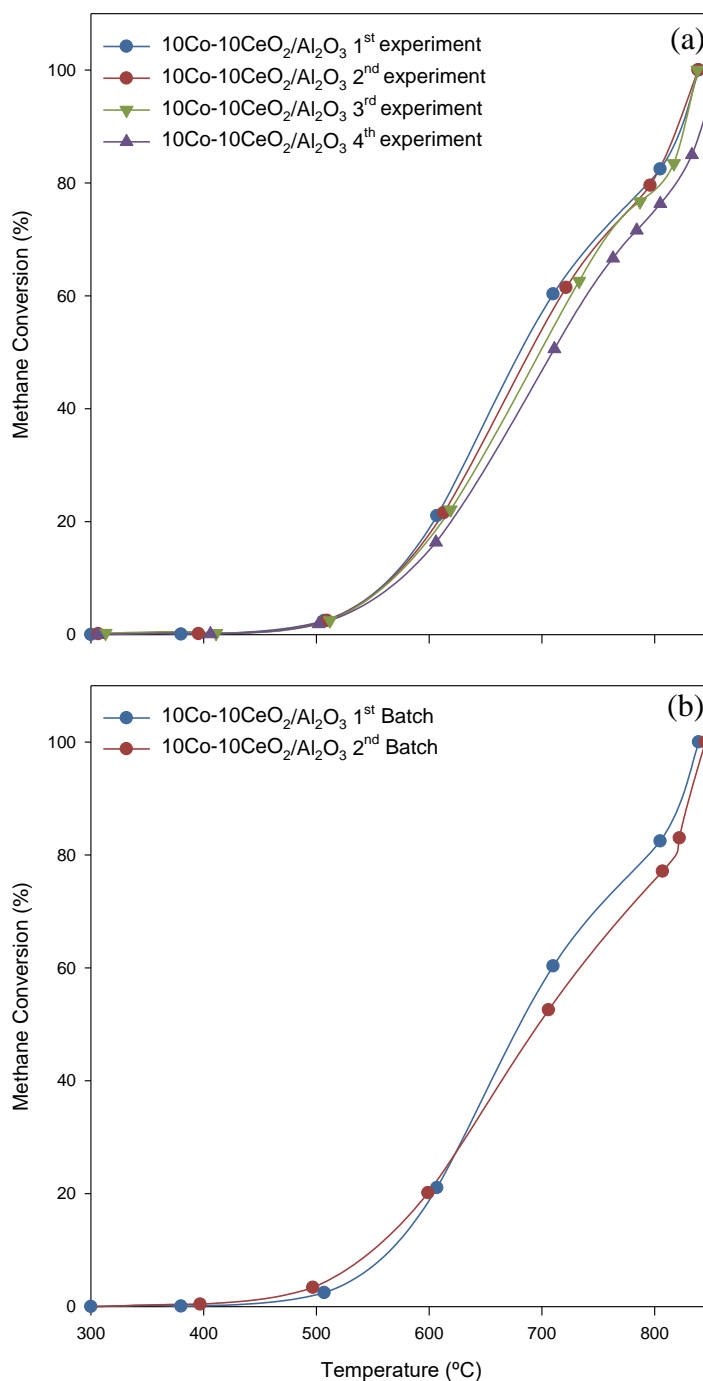 (a)
10Co-10CeO₂/Al₂O₃ 1ˢᵗ experiment
10Co-10CeO₂/Al₂O₃ 2ⁿᵈ experiment
10Co-10CeO₂/Al₂O₃ 3ʳᵈ experiment
10Co-10CeO₂/Al₂O₃ 4ᵗʰ experiment
Methane Conversion (%)
100
80
60
40
20
0
(b)
10Co-10CeO₂/Al₂O₃ 1ˢᵗ Batch
10Co-10CeO₂/Al₂O₃ 2ⁿᵈ Batch
Methane Conversion (%)
100
80
60
40
20
0
300 400 500 600 700 800
Temperature (ºC)